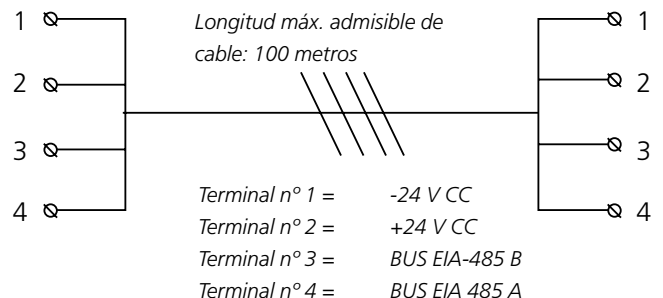 1
2
3
4
Longitud máx. admisible de
cable: 100 metros
1
2
3
4
Terminal nº 1 = -24 V CC
Terminal nº 2 = +24 V CC
Terminal nº 3 = BUS EIA-485 B
Terminal nº 4 = BUS EIA 485 A